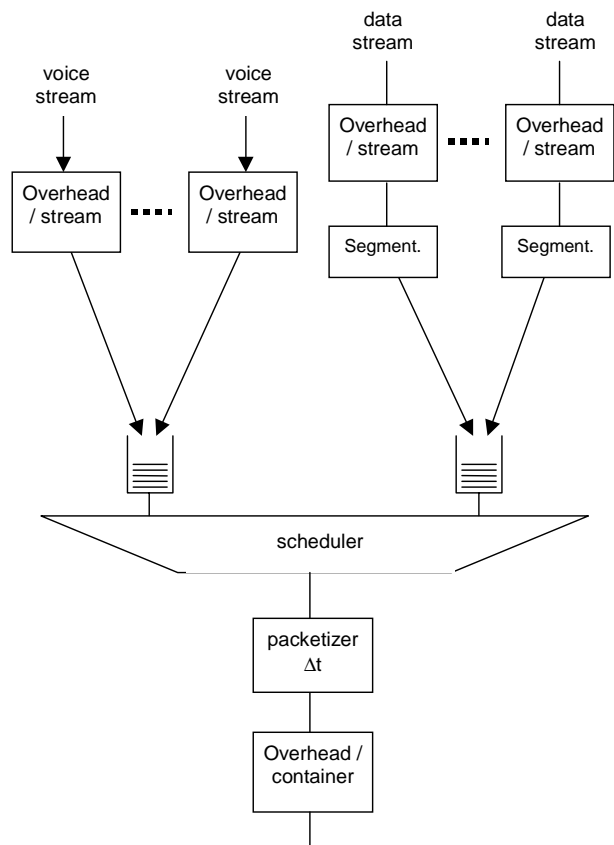 data
stream
data
stream
voice
stream
voice
stream
Overhead
/ stream
Overhead
/ stream
Overhead
/ stream
Overhead
/ stream
Segment.
Segment.
scheduler
packetizer
Δt
Overhead /
container